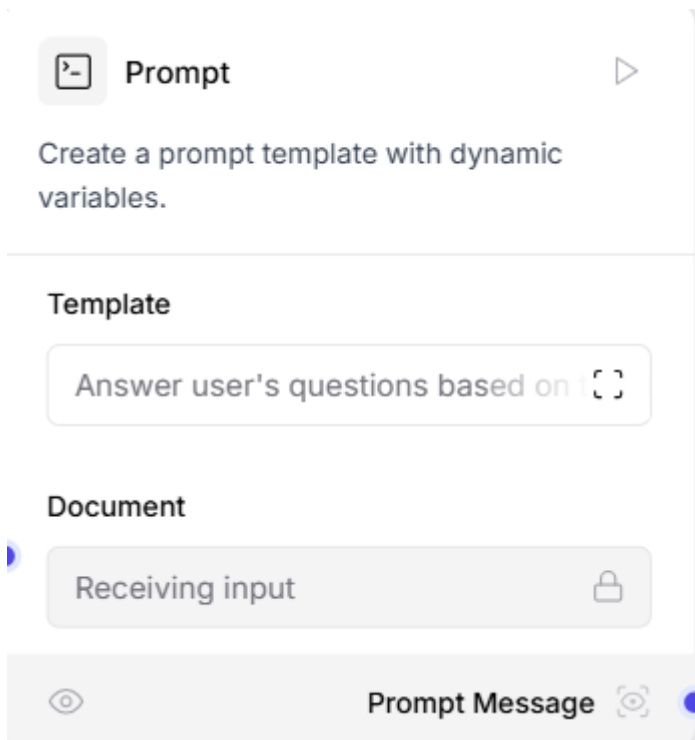 Prompt
Create a prompt template with dynamic
variables.
Template
Answer user's questions based on
Document
Receiving input
Prompt Message